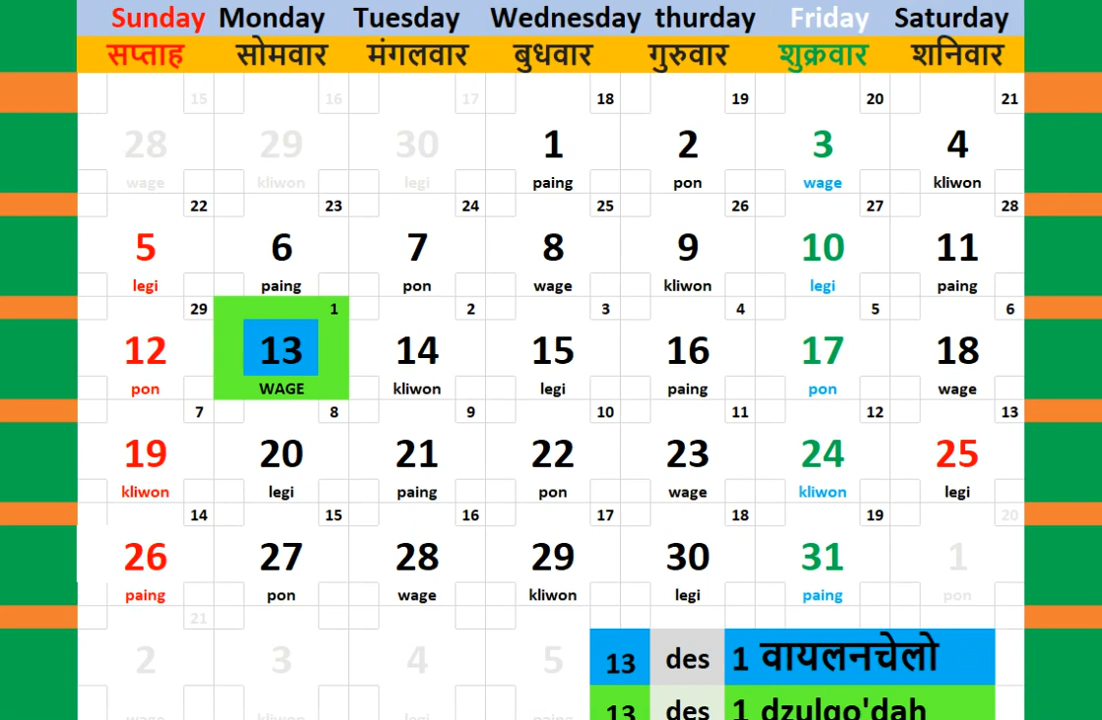 Sunday Monday Tuesday Wednesday thurday Friday Saturday
सप्ताह सोमवार मंगलवार बुधवार गुरुवार शुक्रवार शनिवार
15 16 17 18 19 20 21
28 29 30 1 2 3 4
wage kliwon legi paing pon wage kliwon
22 23 24 25 26 27 28
5 6 7 8 9 10 11
legi paing pon wage kliwon legi paing
29 1 2 3 4 5 6
12 13 14 15 16 17 18
pon WAGE kliwon legi paing pon wage
7 8 9 10 11 12 13
19 20 21 22 23 24 25
kliwon legi paing pon wage kliwon legi
14 15 16 17 18 19 20
26 27 28 29 30 31 1
paing pon wage kliwon legi paing pon
21
2 3 4 5
13 des 1 वायलनचेलो
wage kliwon legi paing
13 des 1 dzulqo'dah